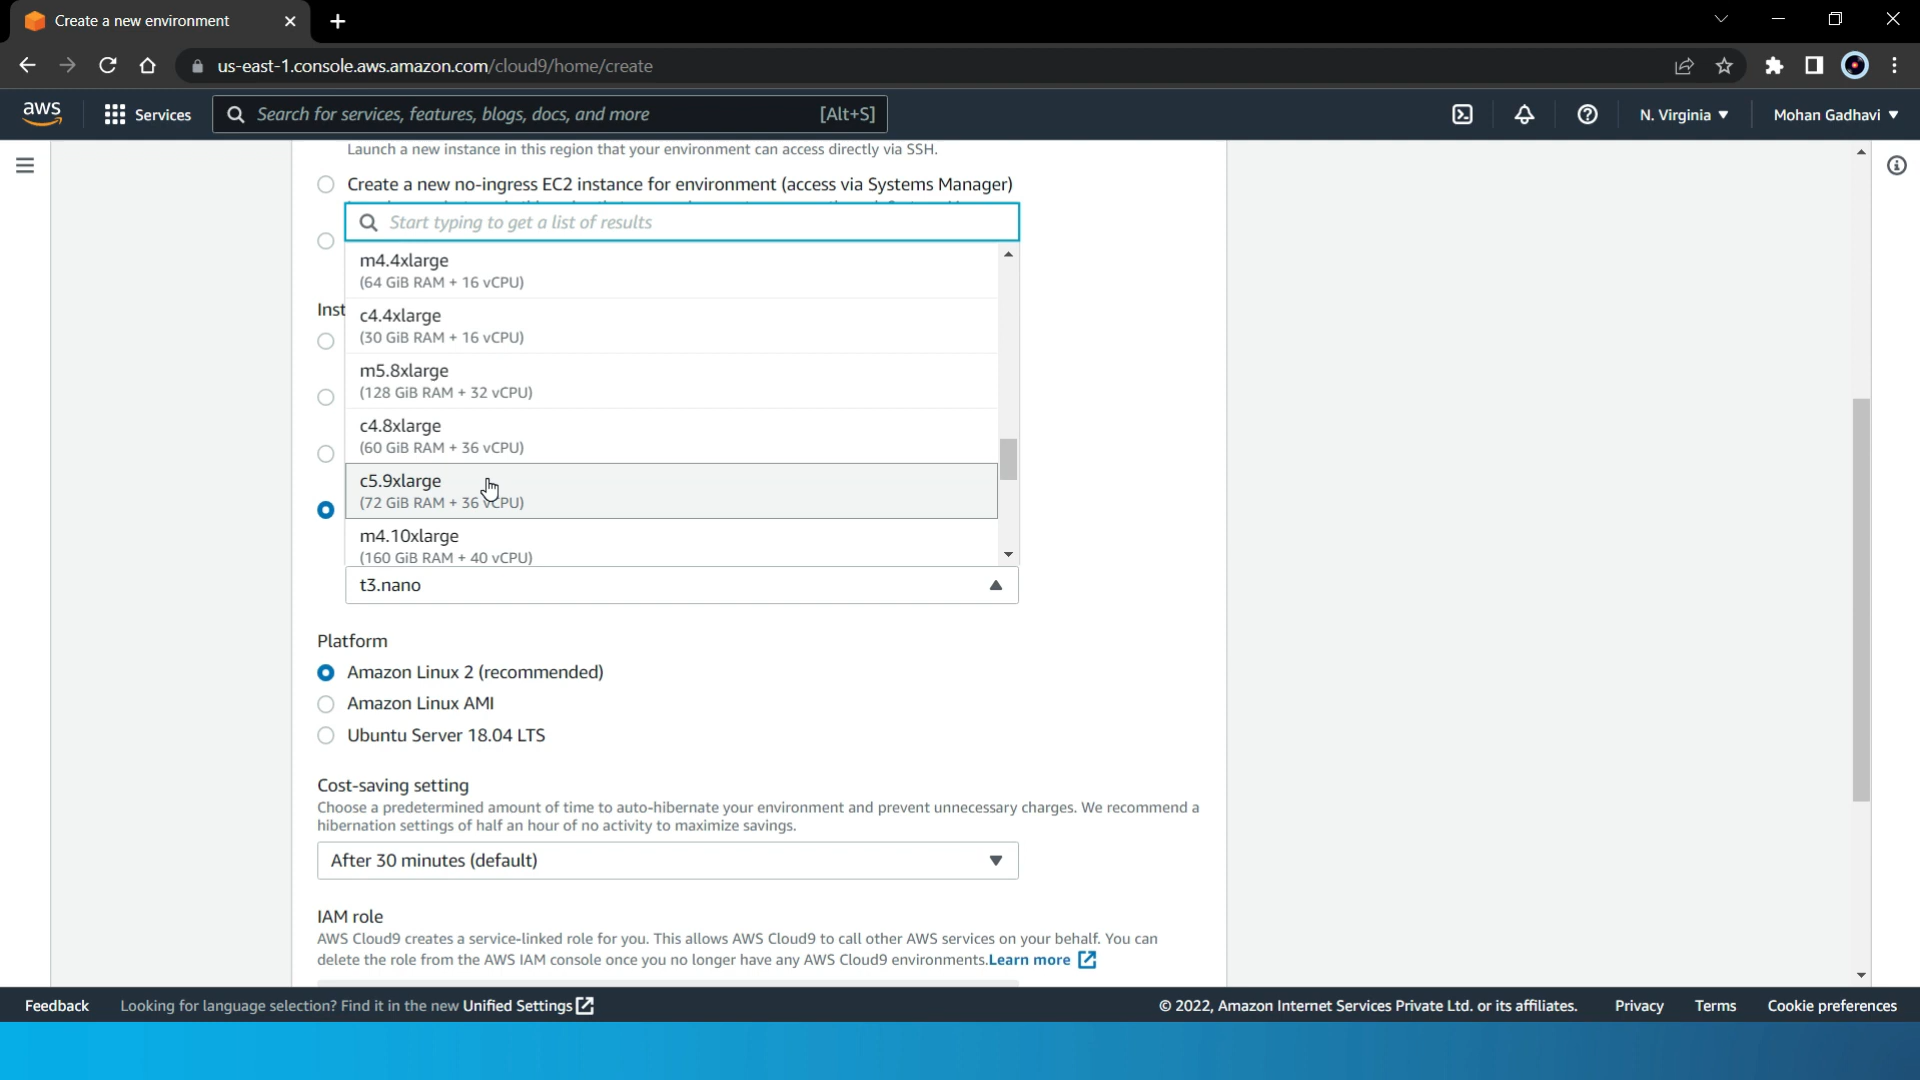 Create a new environment
us-east-1.console.aws.amazon.com/cloud9/home/create
aws
Services
Search for services, features, blogs, docs, and more
[Alt+S]
N. Virginia
Mohan Gadhavi
Launch a new instance in this region that your environment can access directly via SSH.
Create a new no-ingress EC2 instance for environment (access via Systems Manager)
Start typing to get a list of results
m4.4xlarge
(64 GiB RAM + 16 vCPU)
Inst
c4.4xlarge
(30 GiB RAM + 16 vCPU)
m5.8xlarge
(128 GiB RAM + 32 vCPU)
c4.8xlarge
(60 GiB RAM + 36 vCPU)
c5.9xlarge
(72 GiB RAM + 36 vCPU)
m4.10xlarge
(160 GiB RAM + 40 vCPU)
t3.nano
Platform
Amazon Linux 2 (recommended)
Amazon Linux AMI
Ubuntu Server 18.04 LTS
Cost-saving setting
Choose a predetermined amount of time to auto-hibernate your environment and prevent unnecessary charges. We recommend a
hibernation settings of half an hour of no activity to maximize savings.
After 30 minutes (default)
IAM role
AWS Cloud9 creates a service-linked role for you. This allows AWS Cloud9 to call other AWS services on your behalf. You can
delete the role from the AWS IAM console once you no longer have any AWS Cloud9 environments.Learn more
Feedback
Looking for language selection? Find it in the new Unified Settings
© 2022, Amazon Internet Services Private Ltd. or its affiliates.
Privacy
Terms
Cookie preferences